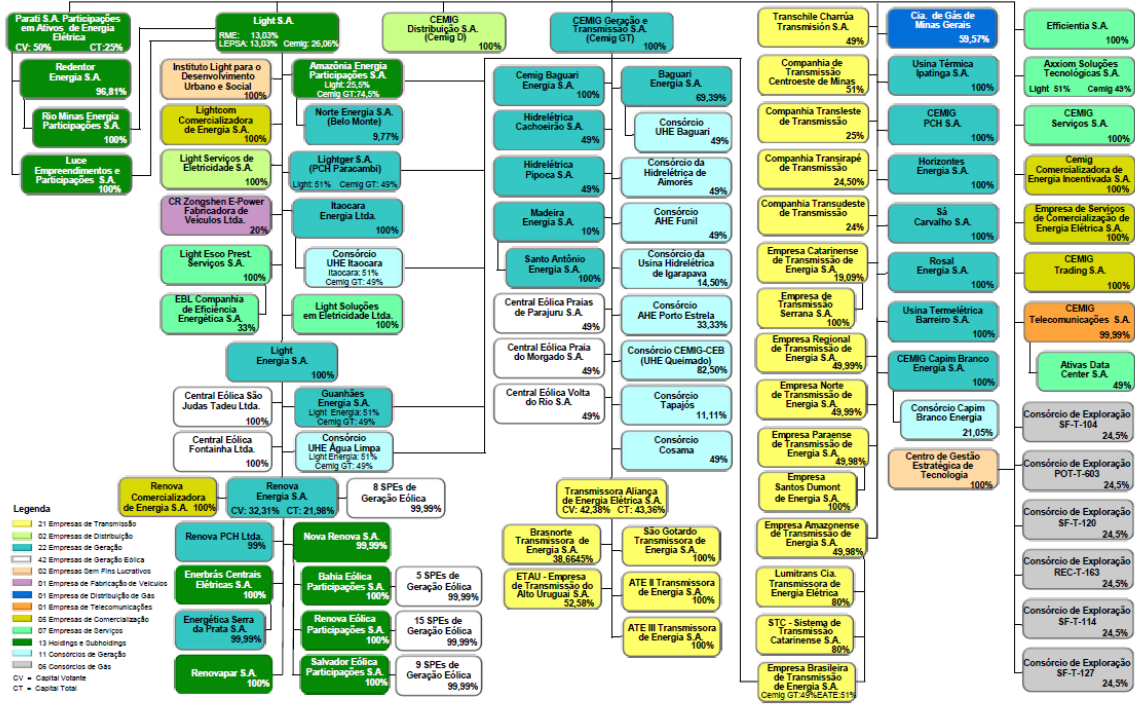 Parati S.A. Participações
em Ativos de Energia
Elétrica
CV: 50% CT:25%
Redentor
Energia S.A.
96,81%
Rio Minas Energia
Participações S.A.
100%
Luce
Empreendimentos e
Participações S.A.
100%
Light S.A.
RME: 13,03%
LEPSA: 13,03% Cemig: 26,06%
Instituto Light para o
Desenvolvimento
Urbano e Social
100%
Lightcom
Comercializadora
de Energia S.A.
100%
Light Serviços de
Eletricidade S.A.
100%
CR Zongshen E-Power
Fabricadora de
Veículos Ltda.
20%
Light Esco Prest.
Serviços S.A.
100%
EBL Companhia
de Eficiência
Energética S.A.
33%
Amazônia Energia
Participações S.A.
Light: 25,5%
Cemig GT:74,5%
Norte Energia S.A.
(Belo Monte)
9,77%
Lightger S.A.
(PCH Paracambi)
Light: 51% Cemig GT: 49%
Itaocara
Energia Ltda.
100%
Consórcio
UHE Itaocara
Itaocara: 51%
Cemig GT: 49%
Light Soluções
em Eletricidade Ltda.
100%
Light
Energia S.A.
100%
Central Eólica São
Judas Tadeu Ltda.
100%
Central Eólica
Fontainha Ltda.
100%
Guanhães
Energia S.A.
Light Energia: 51%
Cemig GT: 49%
Consórcio
UHE Água Limpa
Light Energia: 51%
Cemig GT: 49%
Renova
Comercializadora
de Energia S.A. 100%
Renova
Energia S.A.
CV: 32,31% CT: 21,98%
8 SPEs de
Geração Eólica
99,99%
Renova PCH Ltda.
99%
Enerbrás Centrais
Elétricas S.A.
100%
Energética Serra
da Prata S.A.
99,99%
Renovapar S.A.
100%
Nova Renova S.A.
99,99%
Bahia Eólica
Participações S.A.
100%
Renova Eólica
Participações S.A.
100%
Salvador Eólica
Participações S.A.
100%
5 SPEs de
Geração Eólica
99,99%
15 SPEs de
Geração Eólica
99,99%
9 SPEs de
Geração Eólica
99,99%
CEMIG
Distribuição S.A.
(Cemig D)
100%
CEMIG Geração e
Transmissão S.A.
(Cemig GT)
100%
Cemig Baguari
Energia S.A.
100%
Hidrelétrica
Cachoeirão S.A.
49%
Hidrelétrica
Pipoca S.A.
49%
Madeira
Energia S.A.
10%
Santo Antônio
Energia S.A.
100%
Central Eólica Praias
de Parajuru S.A.
49%
Central Eólica Praia
do Morgado S.A.
49%
Central Eólica Volta
do Rio S.A.
49%
Baguari
Energia S.A.
69,39%
Consórcio
UHE Baguari
49%
Consórcio da
Hidrelétrica de
Aimorés
49%
Consórcio
AHE Funil
49%
Consórcio da
Usina Hidrelétrica
de Igarapava
14,50%
Consórcio
AHE Porto Estrela
33,33%
Consórcio CEMIG-CEB
(UHE Queimado)
82,50%
Consórcio
Tapajós
11,11%
Consórcio
Cosama
49%
Transmissora Aliança
de Energia Elétrica S.A.
CV: 42,38% CT: 43,36%
Brasnorte
Transmissora de
Energia S.A.
38,6645%
ETAU - Empresa
de Transmissão do
Alto Uruguai S.A.
52,58%
São Gotardo
Transmissora de
Energia S.A.
100%
ATE II Transmissora
de Energia S.A.
100%
ATE III Transmissora
de Energia S.A.
100%
Transchile Charrúa
Transmisión S.A.
49%
Companhia de
Transmissão
Centroeste de Minas
51%
Companhia Transleste
de Transmissão
25%
Companhia Transirapé
de Transmissão
24,50%
Companhia Transudeste
de Transmissão
24%
Empresa Catarinense
de Transmissão de
Energia S.A.
19,09%
Empresa de
Transmissão
Serrana S.A.
100%
Empresa Regional
de Transmissão de
Energia S.A.
49,99%
Empresa Norte
de Transmissão de
Energia S.A.
49,99%
Empresa Paraense
de Transmissão de
Energia S.A.
49,98%
Empresa
Santos Dumont
de Energia S.A.
100%
Empresa Amazonense
de Transmissão de
Energia S.A.
49,98%
Lumitrans Cia.
Transmissora de
Energia Elétrica
80%
STC - Sistema de
Transmissão
Catarinense S.A.
80%
Empresa Brasileira
de Transmissão
de Energia S.A.
Cemig GT:49%EATE:51%
Cia. de Gás de
Minas Gerais
59,57%
Usina Térmica
Ipatinga S.A.
100%
CEMIG
PCH S.A.
100%
Horizontes
Energia S.A.
100%
Sá
Carvalho S.A.
100%
Rosal
Energia S.A.
100%
Usina Termelétrica
Barreiro S.A.
100%
CEMIG Capim Branco
Energia S.A.
100%
Consórcio Capim
Branco Energia
21,05%
Centro de Gestão
Estratégica de
Tecnologia
100%
Efficientia S.A.
100%
Axxiom Soluções
Tecnológicas S.A.
Light 51% Cemig 49%
CEMIG
Serviços S.A.
100%
Cemig
Comercializadora de
Energia Incentivada S.A.
100%
Empresa de Serviços
de Comercialização de
Energia Elétrica S.A.
100%
CEMIG
Trading S.A.
100%
CEMIG
Telecomunicações S.A.
99,99%
Ativas Data
Center S.A.
49%
Consórcio de Exploração
SF-T-104
24,5%
Consórcio de Exploração
POT-T-603
24,5%
Consórcio de Exploração
SF-T-120
24,5%
Consórcio de Exploração
REC-T-163
24,5%
Consórcio de Exploração
SF-T-114
24,5%
Consórcio de Exploração
SF-T-127
24,5%
Legenda
21 Empresas de Transmissão
02 Empresas de Distribuição
22 Empresas de Geração
42 Empresas de Geração Eólica
02 Empresas Sem Fins Lucrativos
01 Empresa de Fabricação de Veículos
01 Empresa de Distribuição de Gás
01 Empresa de Telecomunicações
05 Empresas de Comercialização
07 Empresas de Serviços
13 Holdings e Subholdings
11 Consórcios de Geração
06 Consórcios de Gás
CV = Capital Votante
CT = Capital Total